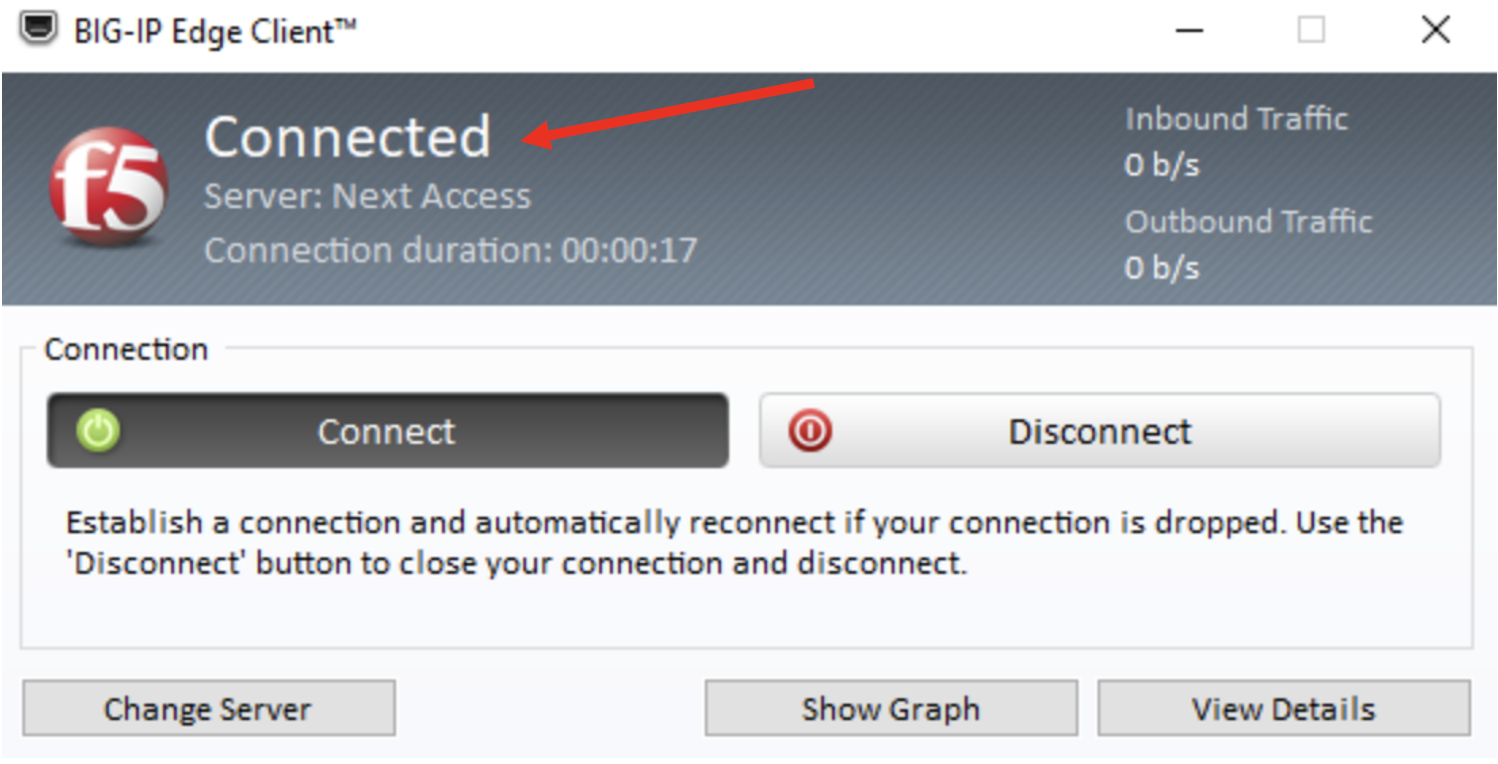 BIG-IP Edge Client™
f5
Connected
Server: Next Access
Connection duration: 00:00:17
Inbound Traffic
0 b/s
Outbound Traffic
0 b/s
Connection
Connect
Disconnect
Establish a connection and automatically reconnect if your connection is dropped. Use the
'Disconnect' button to close your connection and disconnect.
Change Server
Show Graph
View Details